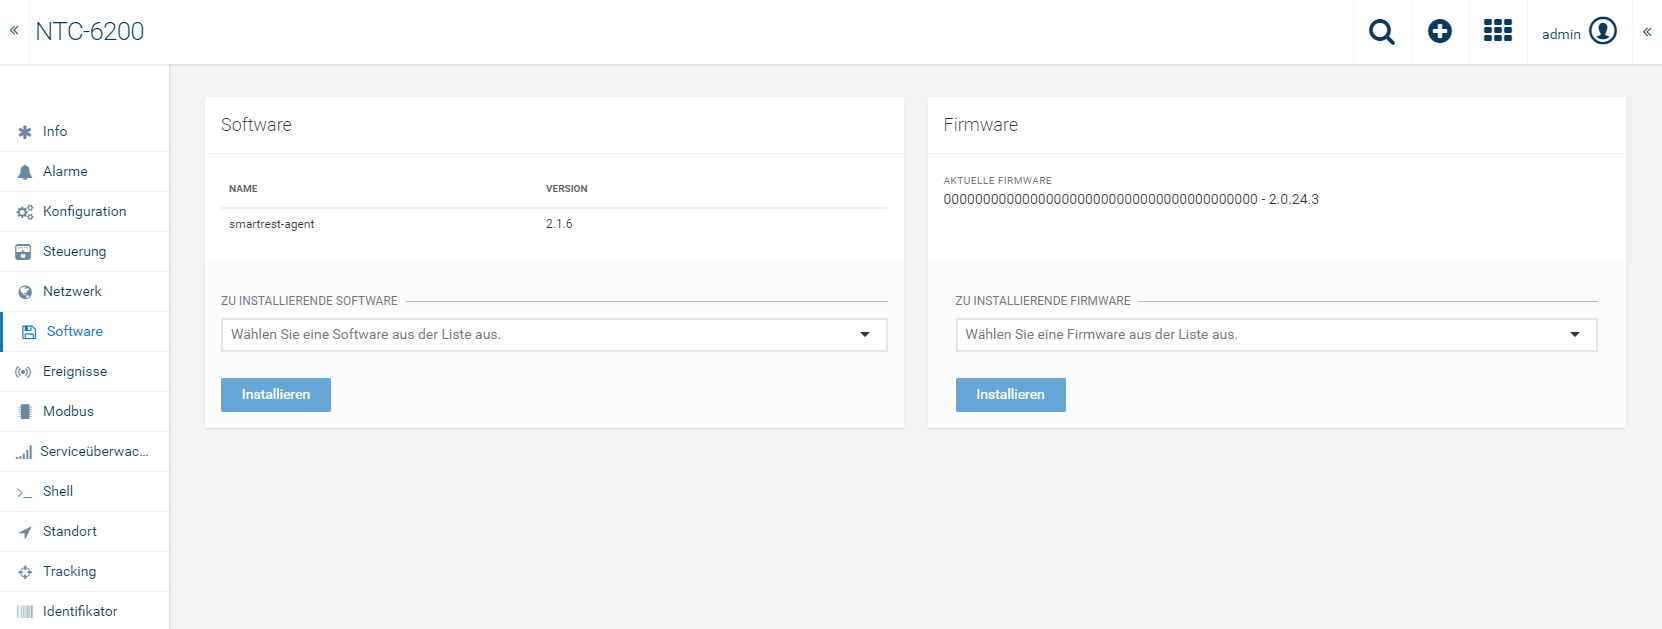 NTC-6200
admin
Info
Alarme
Konfiguration
Steuerung
Netzwerk
Software
Ereignisse
Modbus
Serviceüberwac...
Shell
Standort
Tracking
Identifikator
Software
NAME VERSION
smartrest-agent 2.1.6
ZU INSTALLIERENDE SOFTWARE
Wählen Sie eine Software aus der Liste aus.
Installieren
Firmware
AKTUELLE FIRMWARE
0000000000000000000000000000000000000000 - 2.0.24.3
ZU INSTALLIERENDE FIRMWARE
Wählen Sie eine Firmware aus der Liste aus.
Installieren